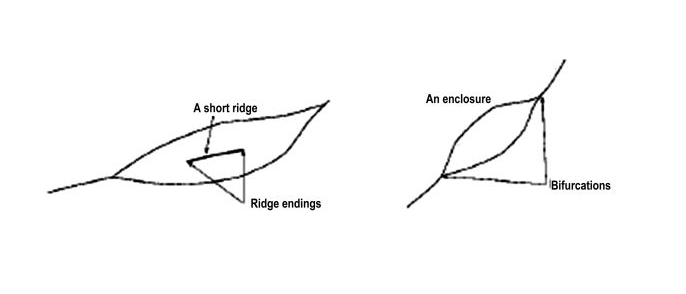 A short ridge
Ridge endings
An enclosure
Bifurcations